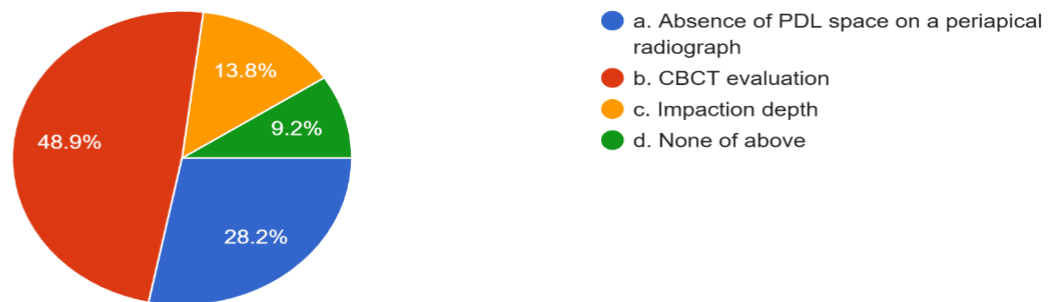 a. Absence of PDL space on a periapical
radiograph
b. CBCT evaluation
c. Impaction depth
d. None of above
13.8%
48.9%
9.2%
28.2%